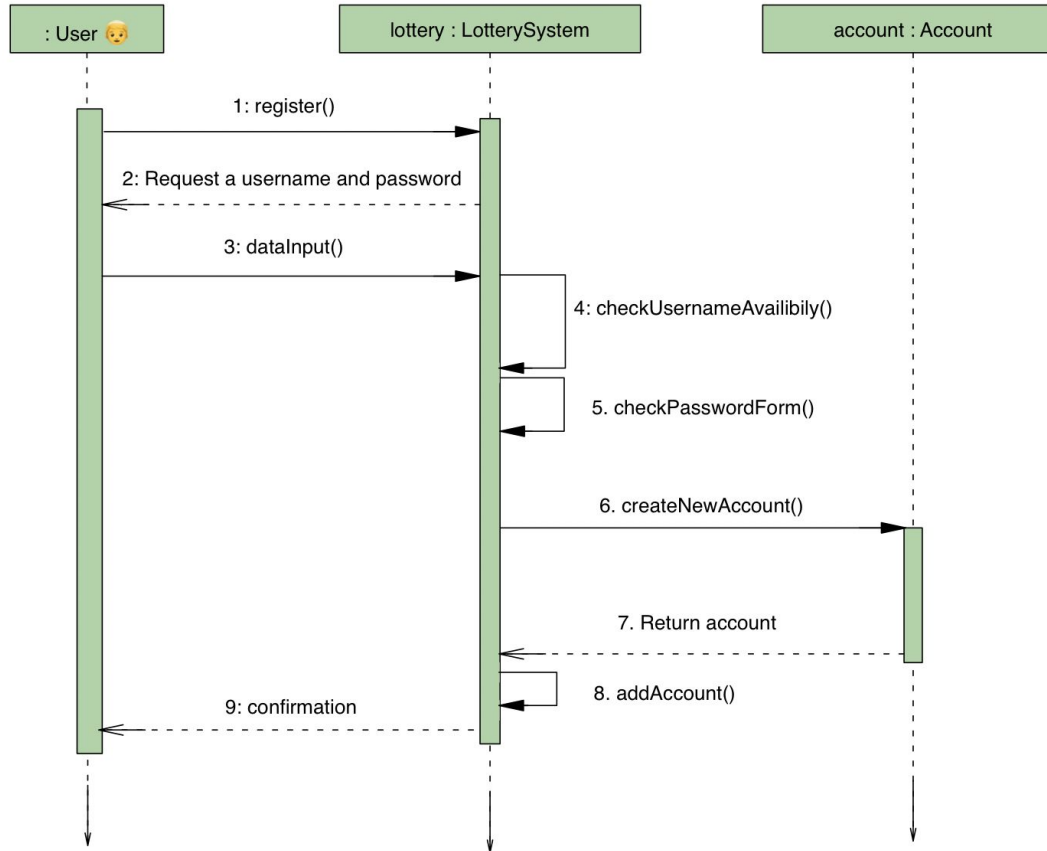 : User 👴
lottery : LotterySystem
account : Account
1: register()
2: Request a username and password
3: dataInput()
4: checkUsernameAvailibily()
5. checkPasswordForm()
6. createNewAccount()
7. Return account
8. addAccount()
9: confirmation